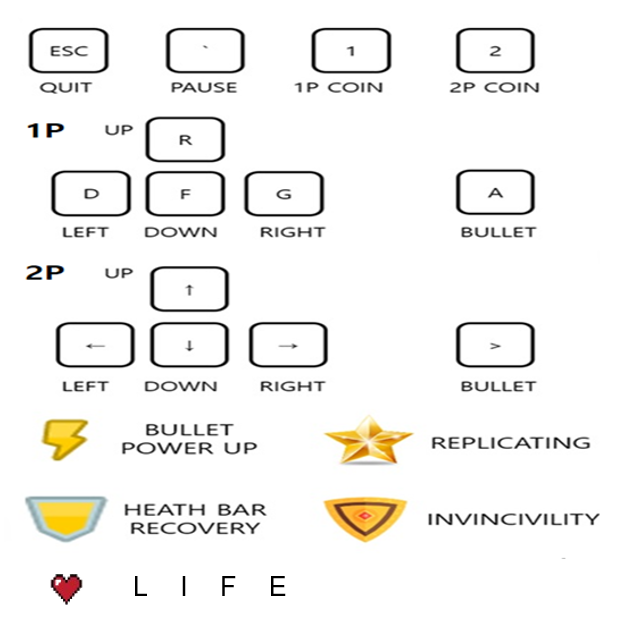 ESC ` 1 2
QUIT PAUSE 1P COIN 2P COIN
1P UP R
D F G A
LEFT DOWN RIGHT BULLET
2P UP ↑
← ↓ → >
LEFT DOWN RIGHT BULLET
BULLET
POWER UP
REPLICATING
HEATH BAR
RECOVERY
INVINCIVILITY
L I F E